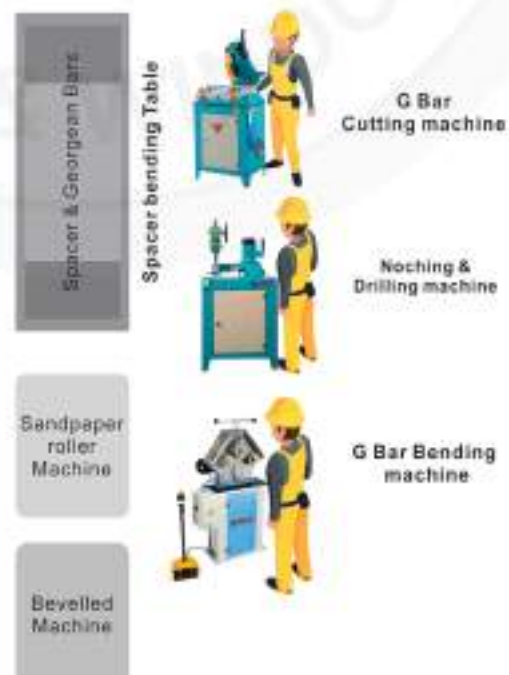 Spacer & Georgean Bars
Spacer bending Table
G Bar
Cutting machine
Noching &
Drilling machine
Sandpaper
roller
Machine
G Bar Bending
machine
Bevelled
Machine